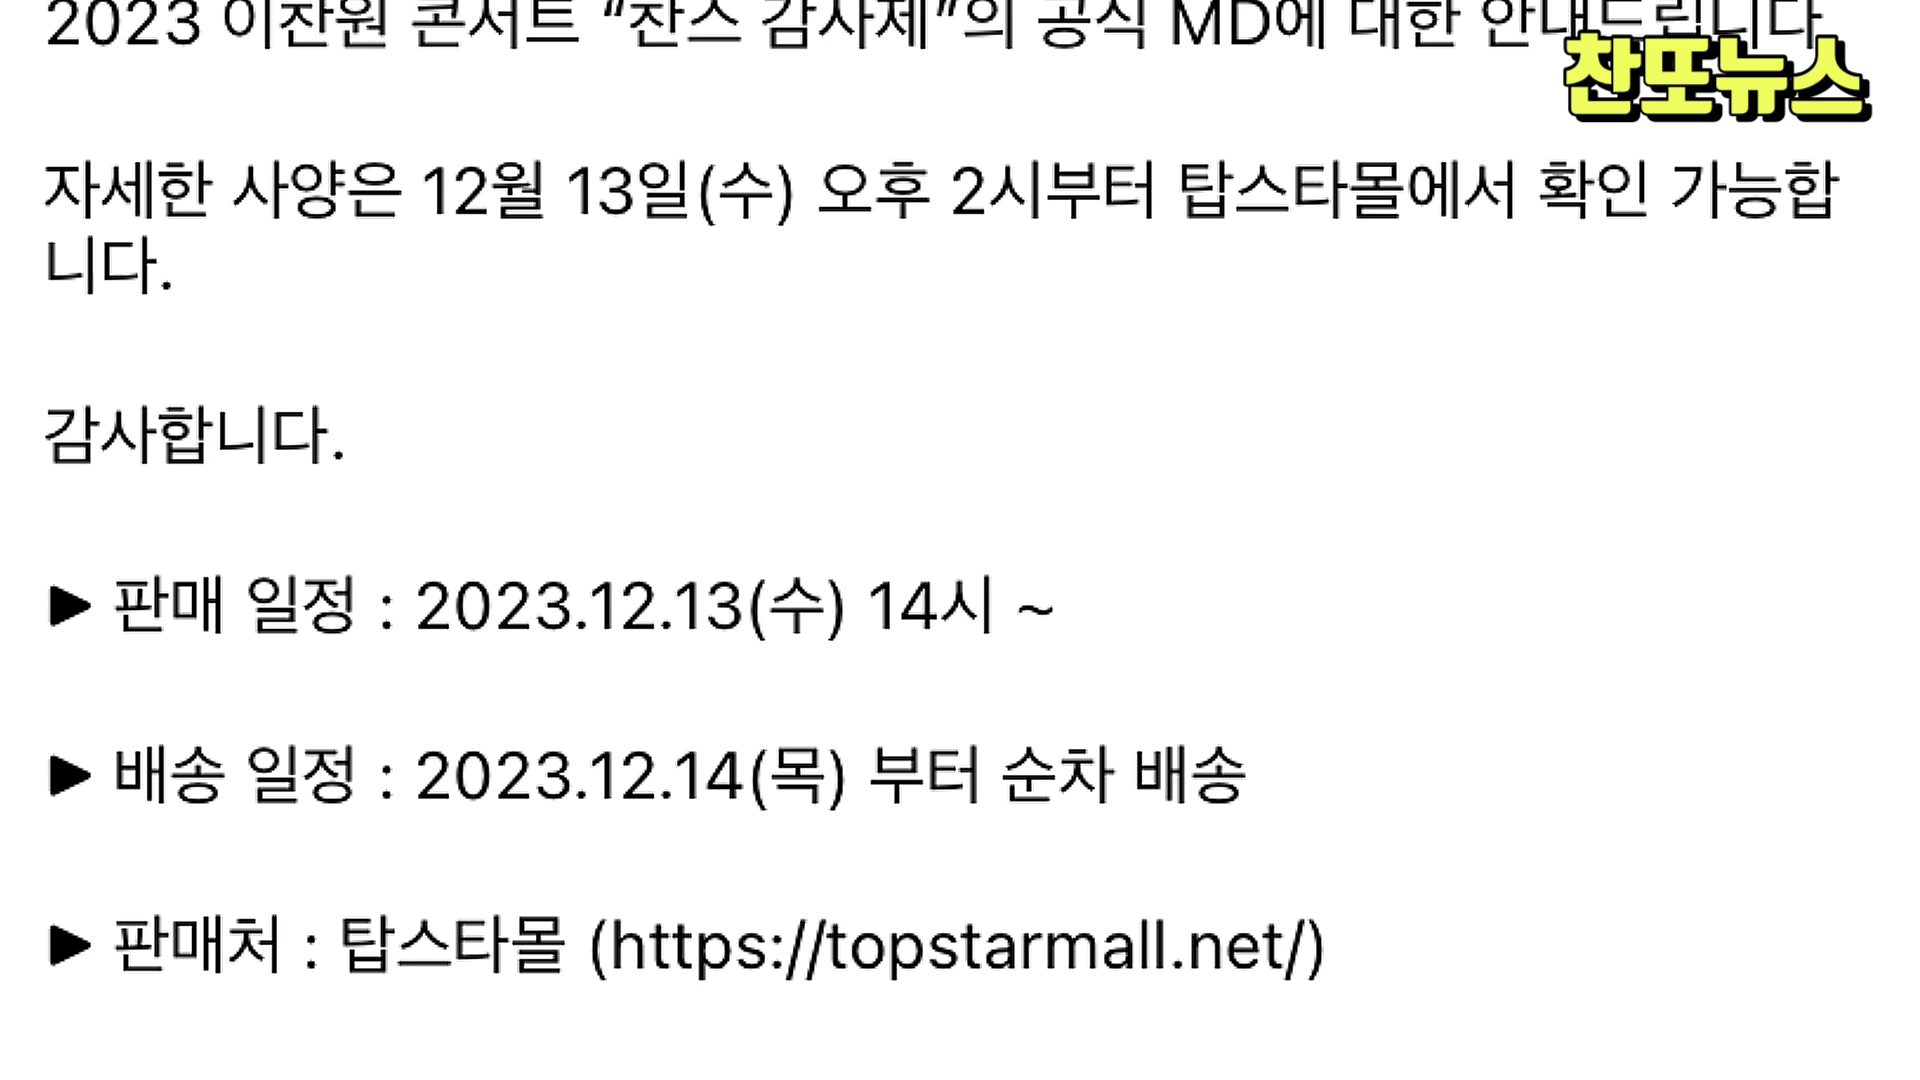 2023 이찬원 콘서트 “찬스 감사제”의 공식 MD에 대한 안내드립니다
찬또뉴스
자세한 사양은 12월 13일(수) 오후 2시부터 탑스타몰에서 확인 가능합
니다.
감사합니다.
▶ 판매 일정 : 2023.12.13(수) 14시 ~
▶ 배송 일정 : 2023.12.14(목) 부터 순차 배송
▶ 판매처 : 탑스타몰 (https://topstarmall.net/)